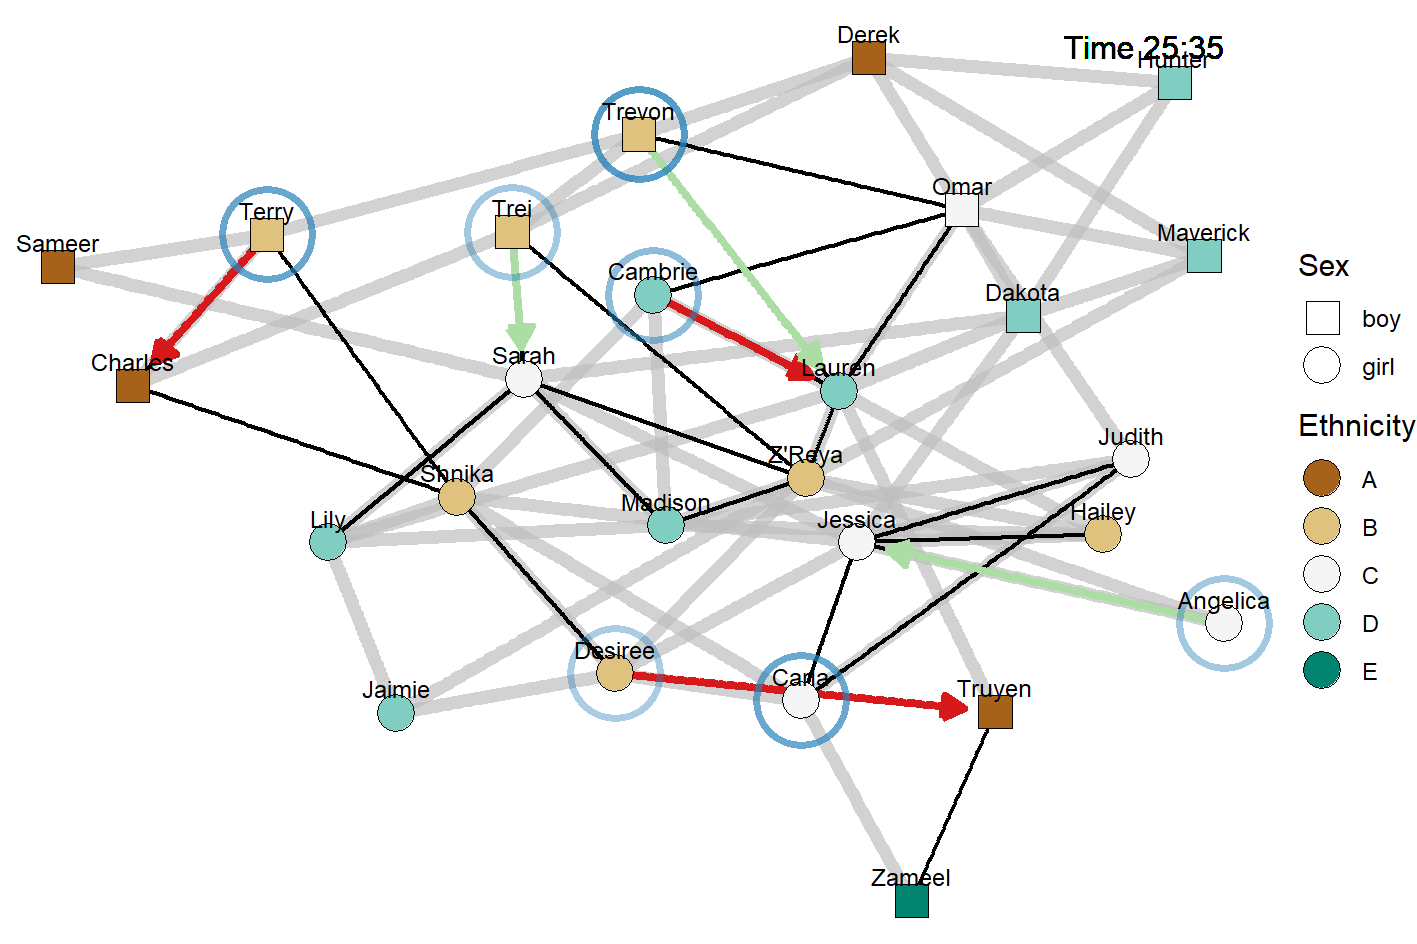 Derek
Time 25:35
Hunter
Trevon
Omar
Terry
Trei
Sameer
Maverick
Cambrie
Dakota
Charles
Sarah
Lauren
Judith
Z'Reya
Shnika
Madison
Hailey
Lily
Jessica
Angelica
Desiree
Carla
Truyen
Jaimie
Zameel
Sex
boy
girl
Ethnicity
A
B
C
D
E